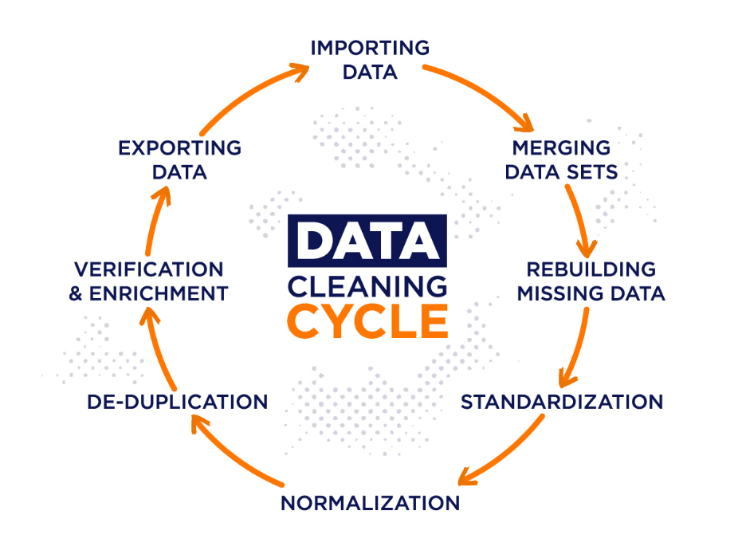 IMPORTING
DATA
MERGING
DATA SETS
REBUILDING
MISSING DATA
STANDARDIZATION
NORMALIZATION
DE-DUPLICATION
VERIFICATION
& ENRICHMENT
EXPORTING
DATA
DATA
CLEANING
CYCLE